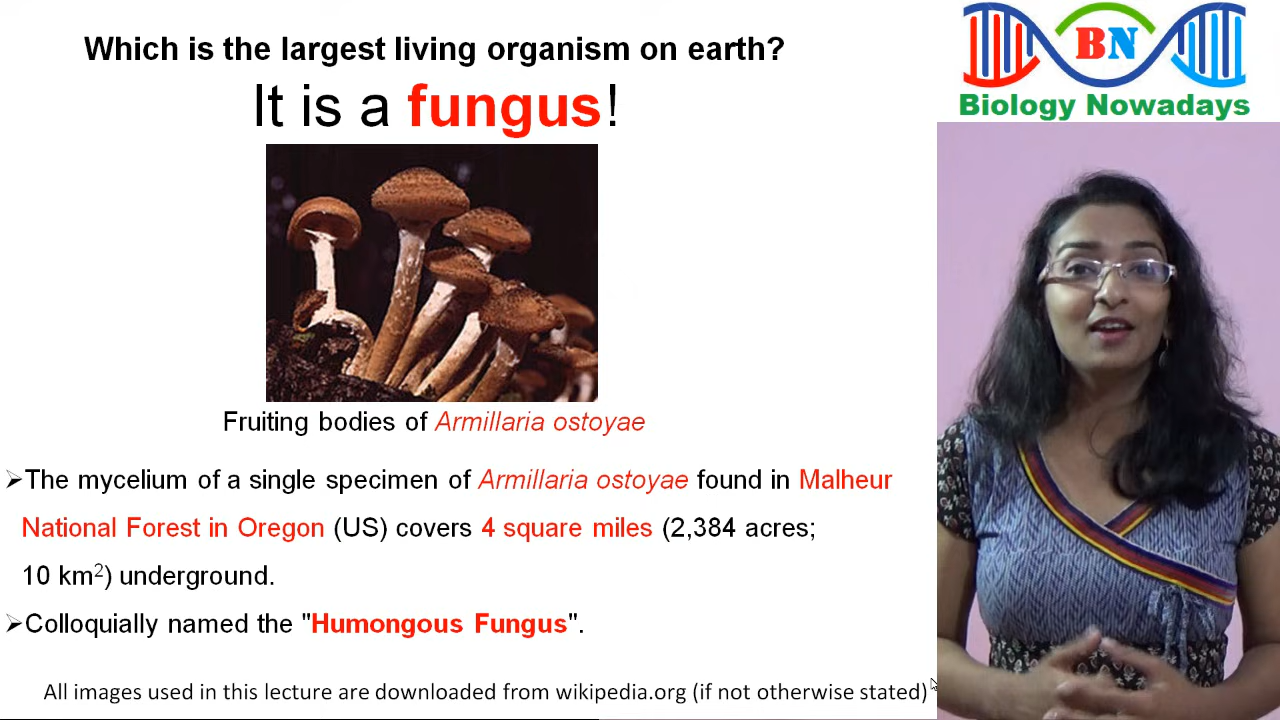 Which is the largest living organism on earth?
It is a fungus!
BN
Biology Nowadays
Fruiting bodies of Armillaria ostoyae
➢The mycelium of a single specimen of Armillaria ostoyae found in Malheur
National Forest in Oregon (US) covers 4 square miles (2,384 acres;
10 km²) underground.
➢Colloquially named the "Humongous Fungus".
All images used in this lecture are downloaded from wikipedia.org (if not otherwise stated)